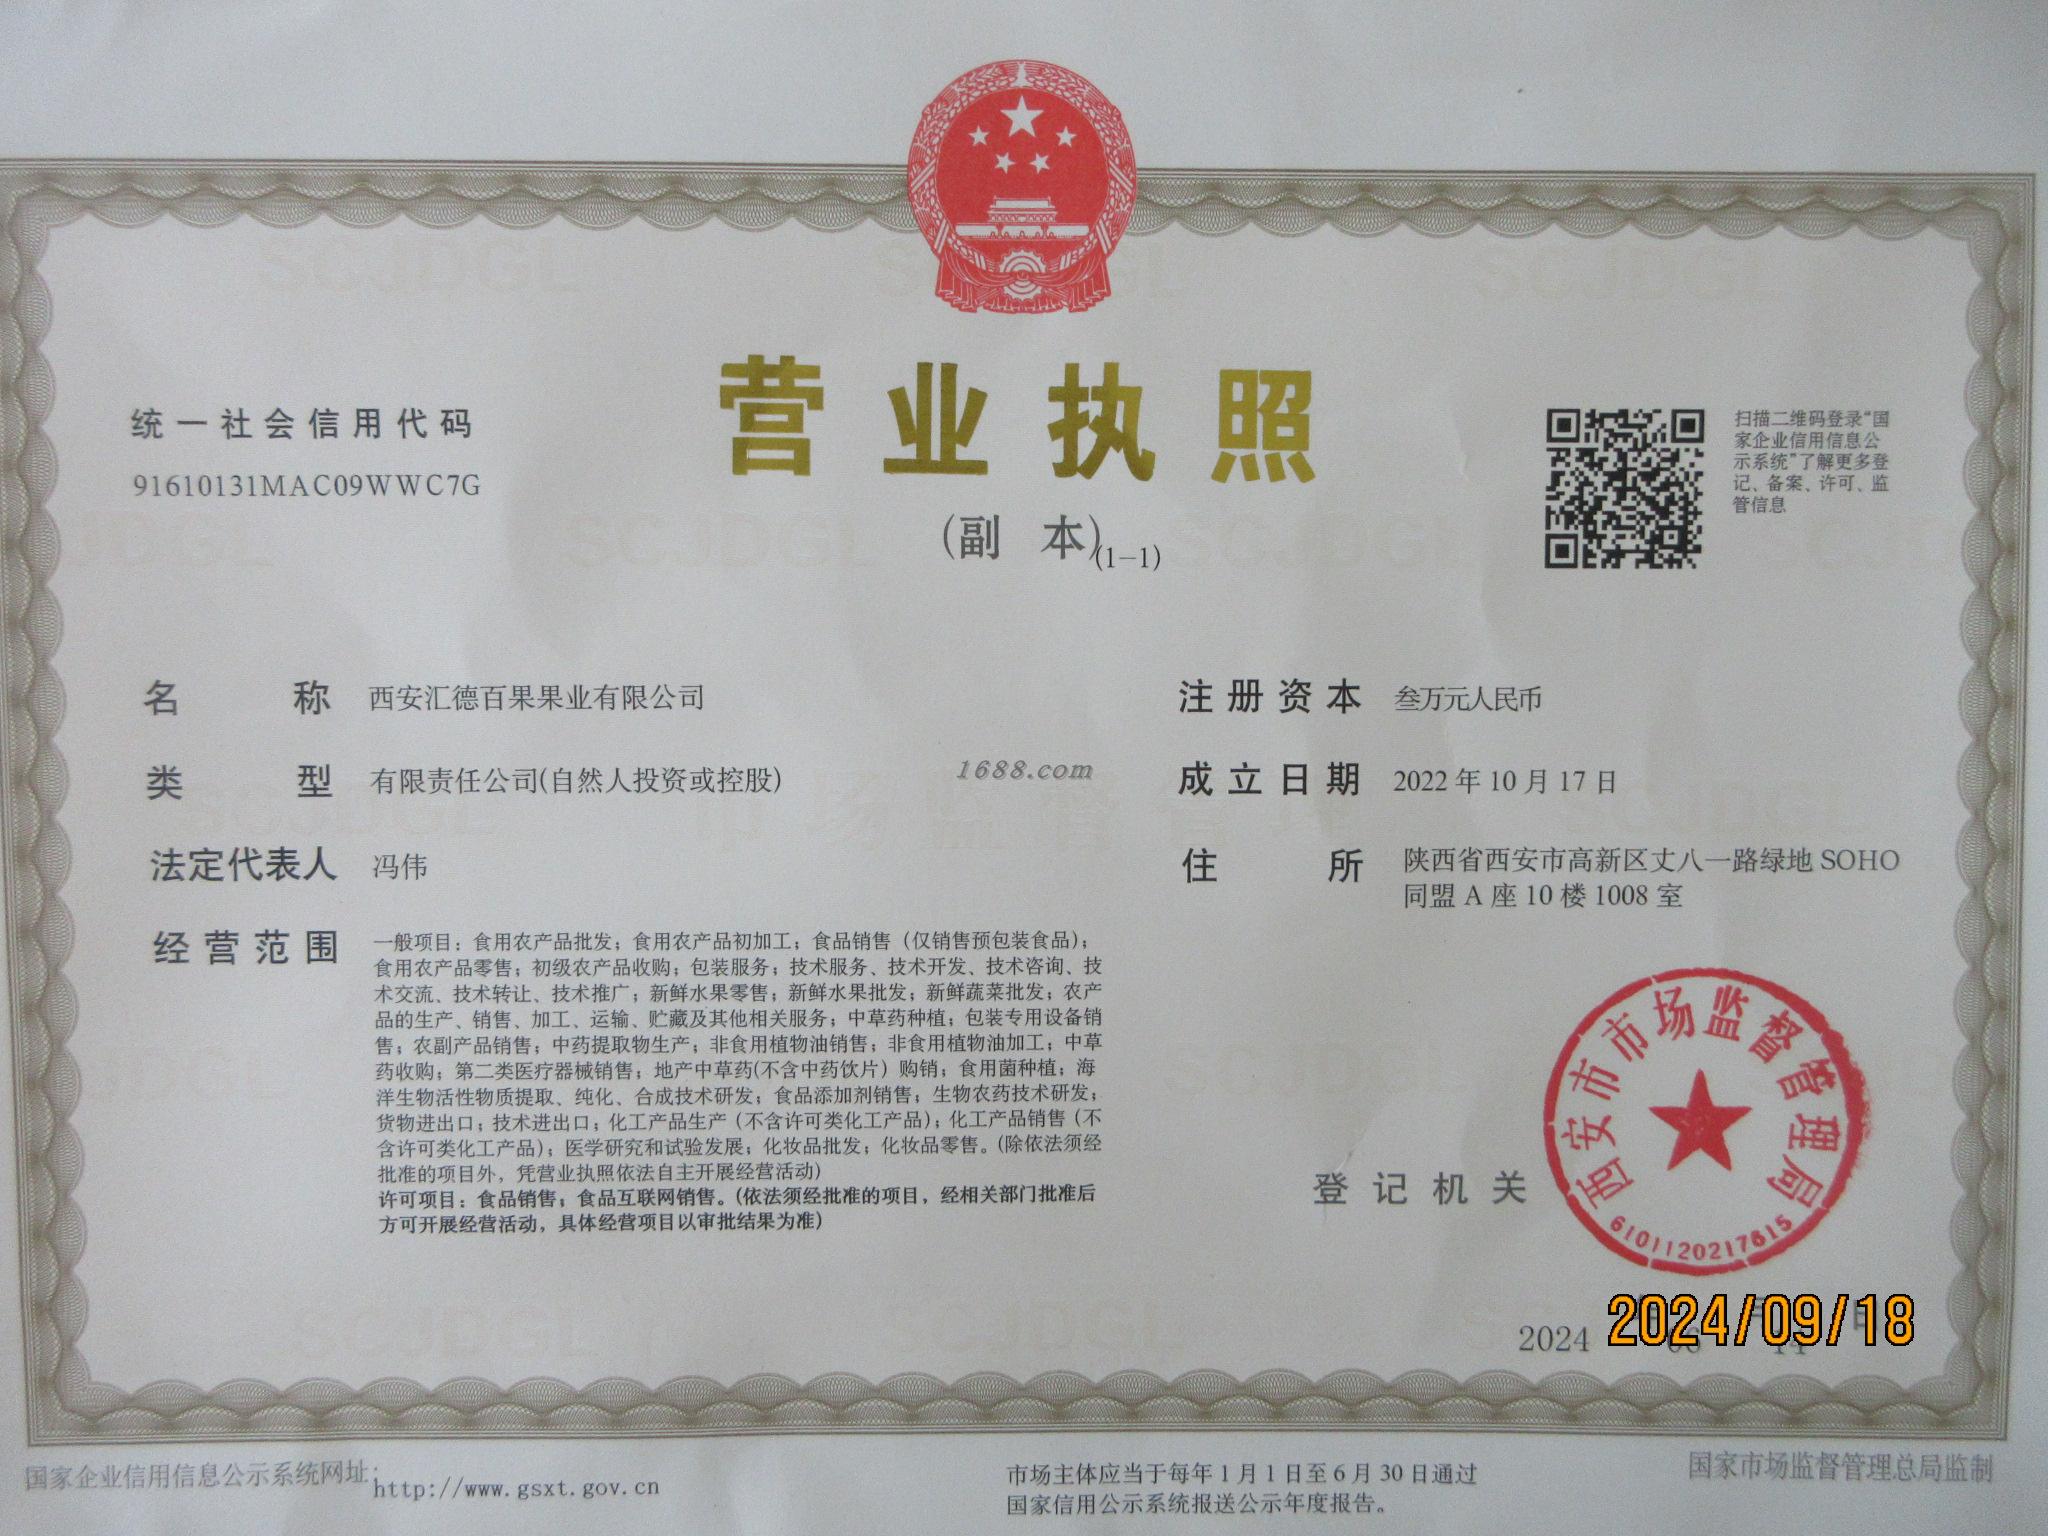 营业执照
(副 本)(1-1)
统一社会信用代码
91610131MAC09WWC7G
扫描二维码登录“国
家企业信用信息公
示系统”了解更多登
记、备案、许可、监
管信息
名 称 西安汇德百果果业有限公司
类 型 有限责任公司(自然人投资或控股)
法定代表人 冯伟
经营范围 一般项目：食用农产品批发；食用农产品初加工；食品销售（仅销售预包装食品）；
食用农产品零售；初级农产品收购；包装服务；技术服务、技术开发、技术咨询、技
术交流、技术转让、技术推广；新鲜水果零售；新鲜水果批发；新鲜蔬菜批发；农产
品的生产、销售、加工、运输、贮藏及其他相关服务；中草药种植；包装专用设备销
售；农副产品销售；中药提取物生产；非食用植物油销售；非食用植物油加工；中草
药收购；第二类医疗器械销售；地产中草药(不含中药饮片）购销；食用菌种植；海
洋生物活性物质提取、纯化、合成技术研发；食品添加剂销售；生物农药技术研发；
货物进出口；技术进出口；化工产品生产（不含许可类化工产品）；化工产品销售（不
含许可类化工产品）；医学研究和试验发展；化妆品批发；化妆品零售。(除依法须经
批准的项目外，凭营业执照依法自主开展经营活动)
许可项目：食品销售；食品互联网销售。(依法须经批准的项目，经相关部门批准后
方可开展经营活动，具体经营项目以审批结果为准)
1688.com
注册资本 叁万元人民币
成立日期 2022 年 10 月 17 日
住 所 陕西省西安市高新区丈八一路绿地 SOHO
同盟 A 座 10 楼 1008 室
登记机关
西安市市场监督管理局
6101120217615
2024
2024/09/18
国家企业信用信息公示系统网址：http://www.gsxt.gov.cn
市场主体应当于每年 1 月 1 日至 6 月 30 日通过
国家信用公示系统报送公示年度报告。
国家市场监督管理总局监制